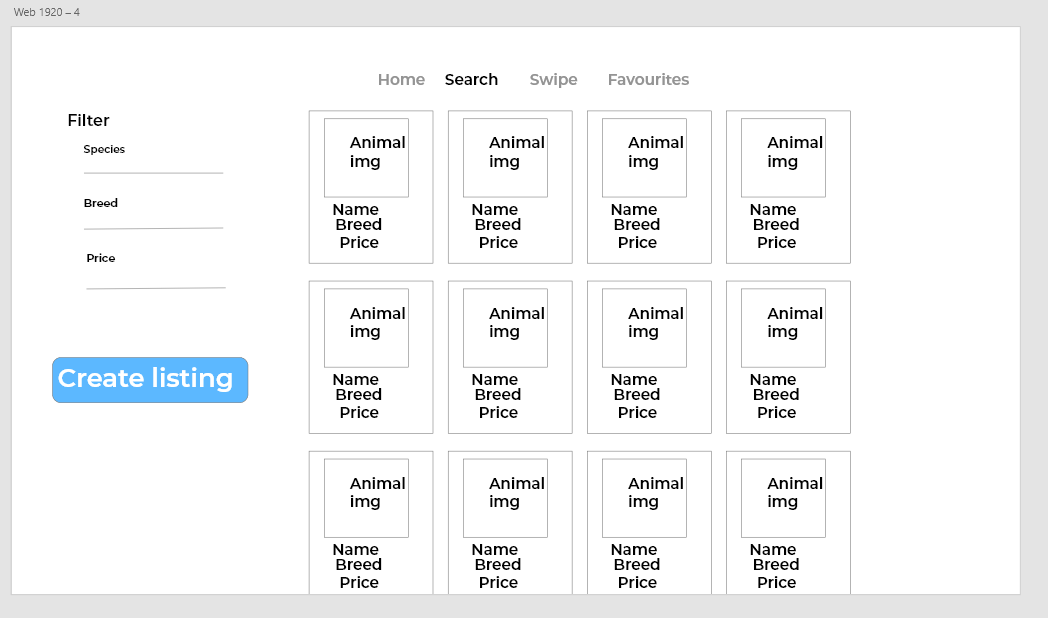 Web 1920 – 4
Home Search Swipe Favourites
Filter
Species
Breed
Price
Create listing
Animal
img
Name
Breed
Price
Animal
img
Name
Breed
Price
Animal
img
Name
Breed
Price
Animal
img
Name
Breed
Price
Animal
img
Name
Breed
Price
Animal
img
Name
Breed
Price
Animal
img
Name
Breed
Price
Animal
img
Name
Breed
Price
Animal
img
Name
Breed
Price
Animal
img
Name
Breed
Price
Animal
img
Name
Breed
Price
Animal
img
Name
Breed
Price